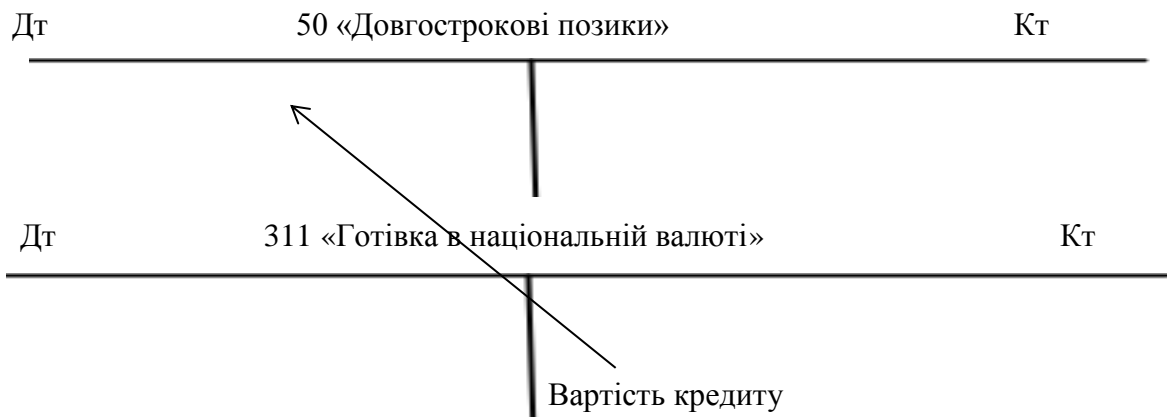 Дт 50 «Довгострокові позики» Кт
Дт 311 «Готівка в національній валюті» Кт
Вартість кредиту